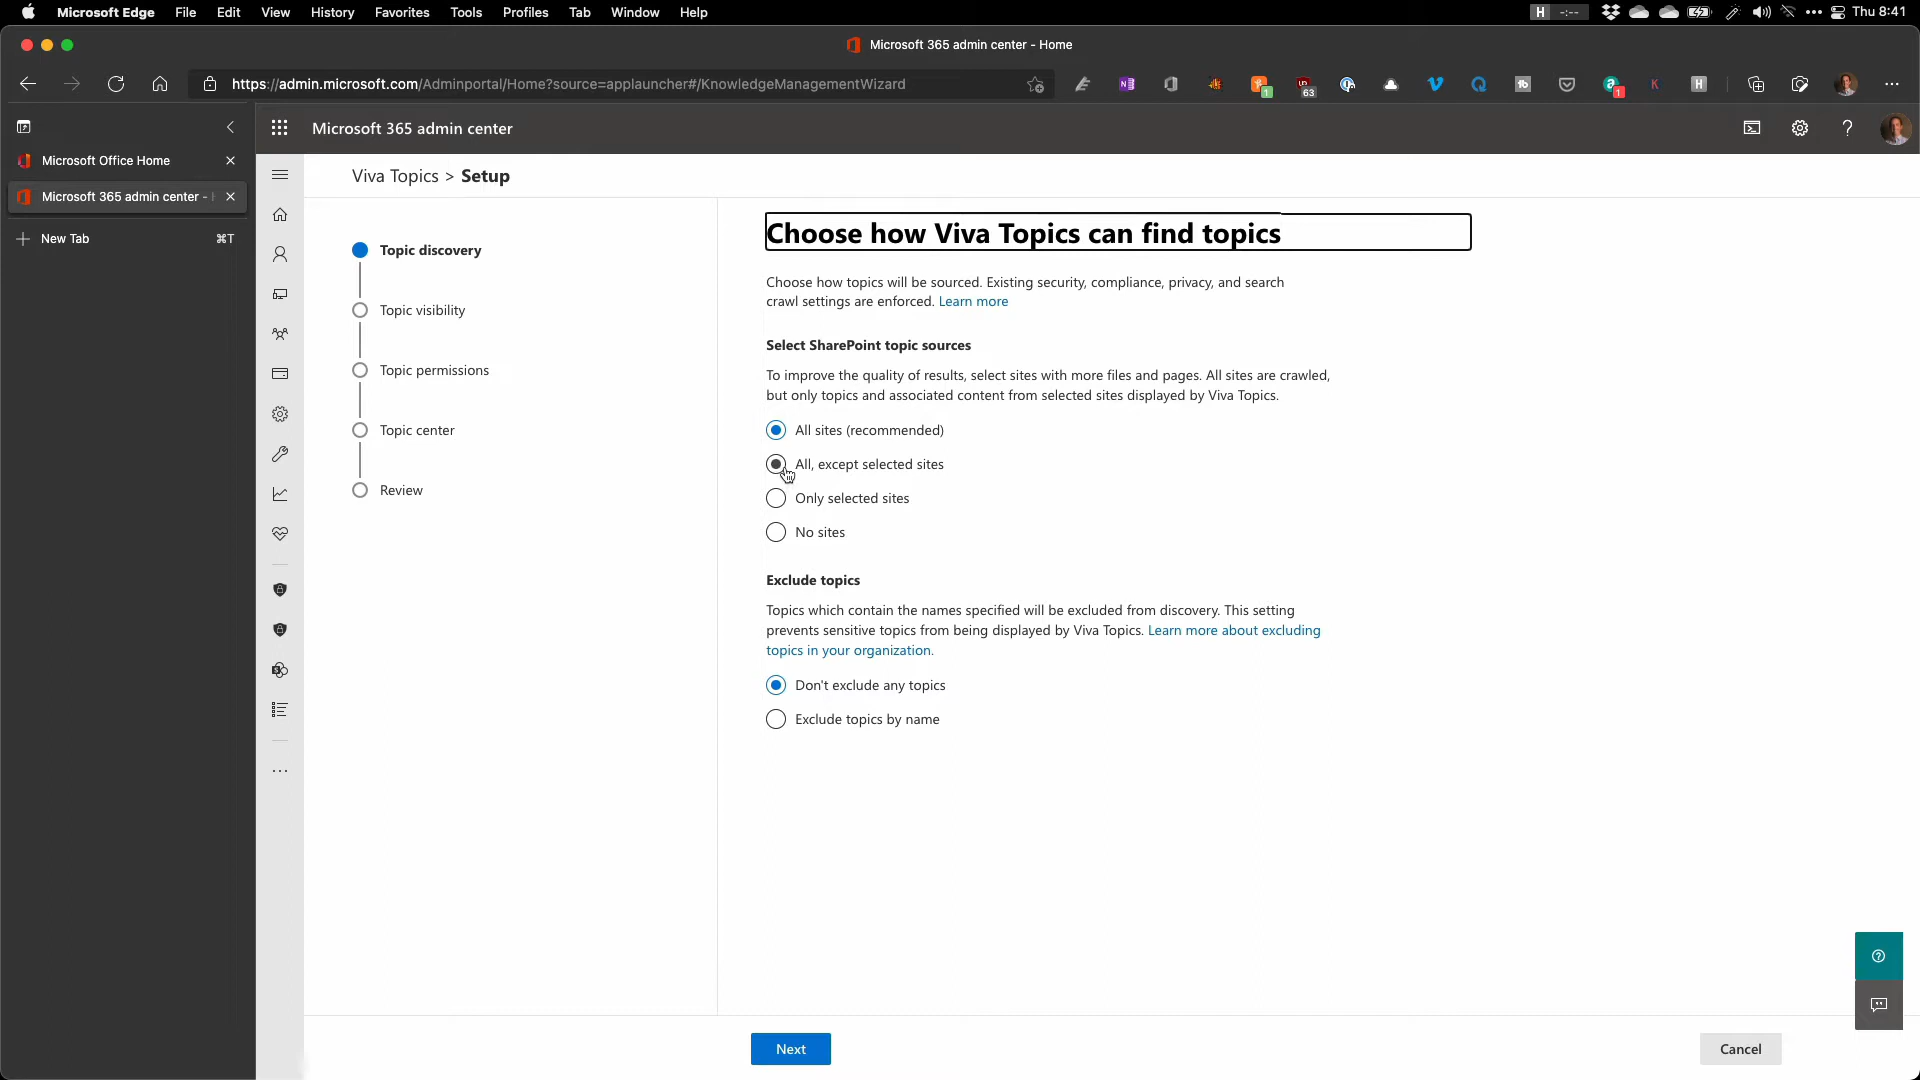 Microsoft Edge File Edit View History Favorites Tools Profiles Tab Window Help
H -:-- Thu 8:41
Microsoft 365 admin center - Home
https://admin.microsoft.com/Adminportal/Home?source=applauncher#/KnowledgeManagementWizard
1
63
1
Microsoft 365 admin center
Microsoft Office Home
Microsoft 365 admin center -
New Tab ⌘T
Viva Topics > Setup
Topic discovery
Topic visibility
Topic permissions
Topic center
Review
Choose how Viva Topics can find topics
Choose how topics will be sourced. Existing security, compliance, privacy, and search
crawl settings are enforced. Learn more
Select SharePoint topic sources
To improve the quality of results, select sites with more files and pages. All sites are crawled,
but only topics and associated content from selected sites displayed by Viva Topics.
All sites (recommended)
All, except selected sites
Only selected sites
No sites
Exclude topics
Topics which contain the names specified will be excluded from discovery. This setting
prevents sensitive topics from being displayed by Viva Topics. Learn more about excluding
topics in your organization.
Don't exclude any topics
Exclude topics by name
Next
Cancel